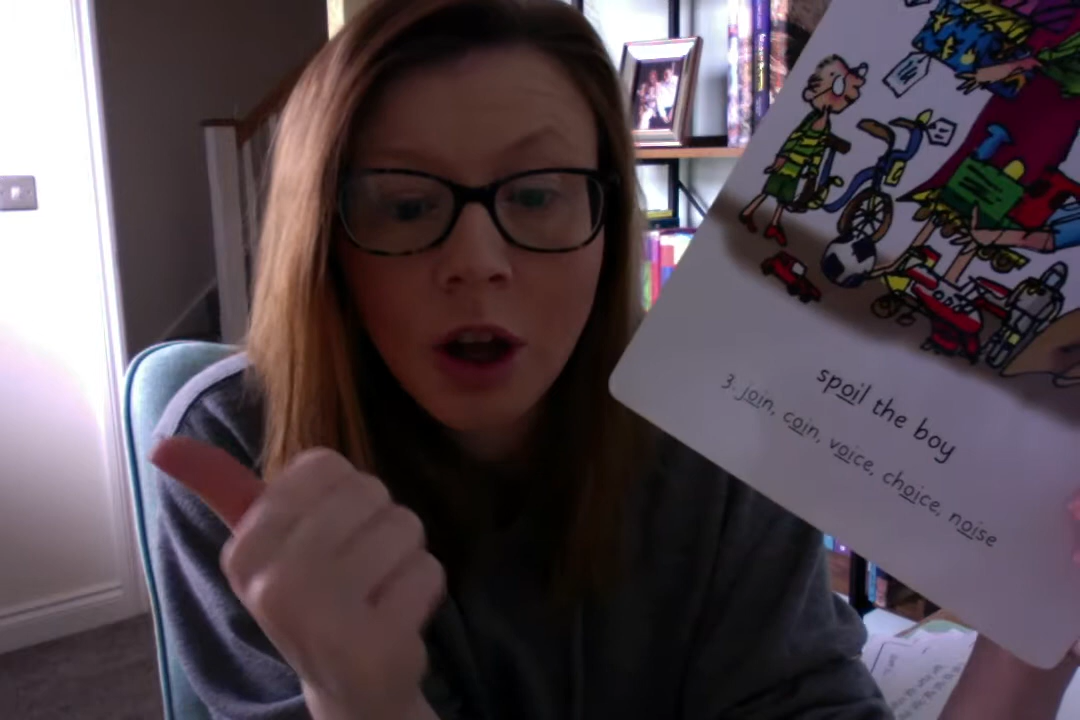 spoil the boy
3. join, coin, voice, choice, noise